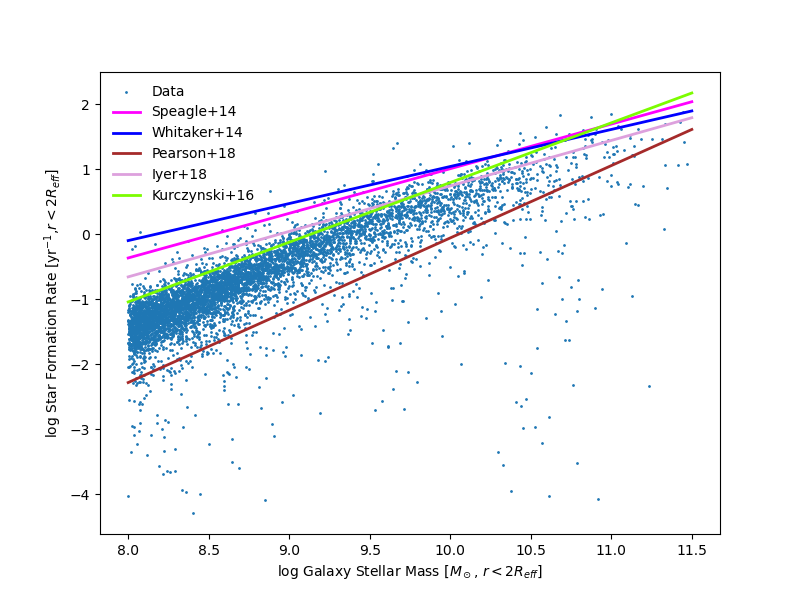 Data
Speagle+14
Whitaker+14
Pearson+18
Iyer+18
Kurczynski+16
2
1
0
−1
−2
−3
−4
log Star Formation Rate [yr⁻¹, r < 2R_eff]
8.0 8.5 9.0 9.5 10.0 10.5 11.0 11.5
log Galaxy Stellar Mass [M⊙, r < 2R_eff]